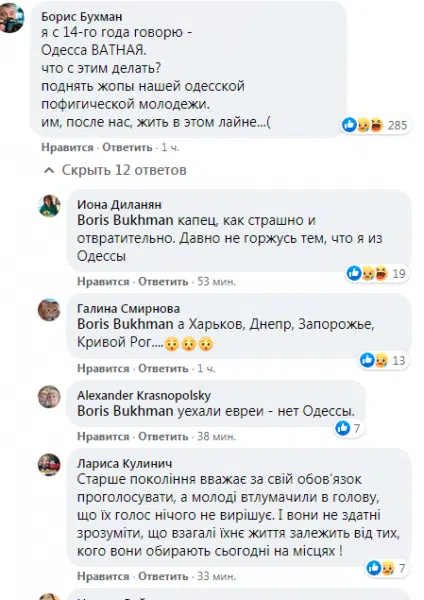 Борис Бухман
я с 14-го года говорю -
Одесса ВАТНАЯ.
что с этим делать?
поднять жопы нашей одесской
пофигической молодежи.
им, после нас, жить в этом лайне...(
285
Нравится · Ответить · 1 ч.
Скрыть 12 ответов
Иона Диланян
Boris Bukhman капец, как страшно и
отвратительно. Давно не горжусь тем, что я из
Одессы
19
Нравится · Ответить · 53 мин.
Галина Смирнова
Boris Bukhman а Харьков, Днепр, Запорожье,
Кривой Рог....😯😯😯
13
Нравится · Ответить · 1 ч.
Alexander Krasnopolsky
Boris Bukhman уехали евреи - нет Одессы.
7
Нравится · Ответить · 38 мин.
Лариса Кулинич
Старше покоління вважає за свій обов'язок
проголосувати, а молоді втлумачили в голову,
що їх голос нічого не вирішує. І вони не здатні
зрозуміти, що взагалі їхнє життя залежить від тих,
кого вони обирають сьогодні на місцях !
7
Нравится · Ответить · 33 мин.